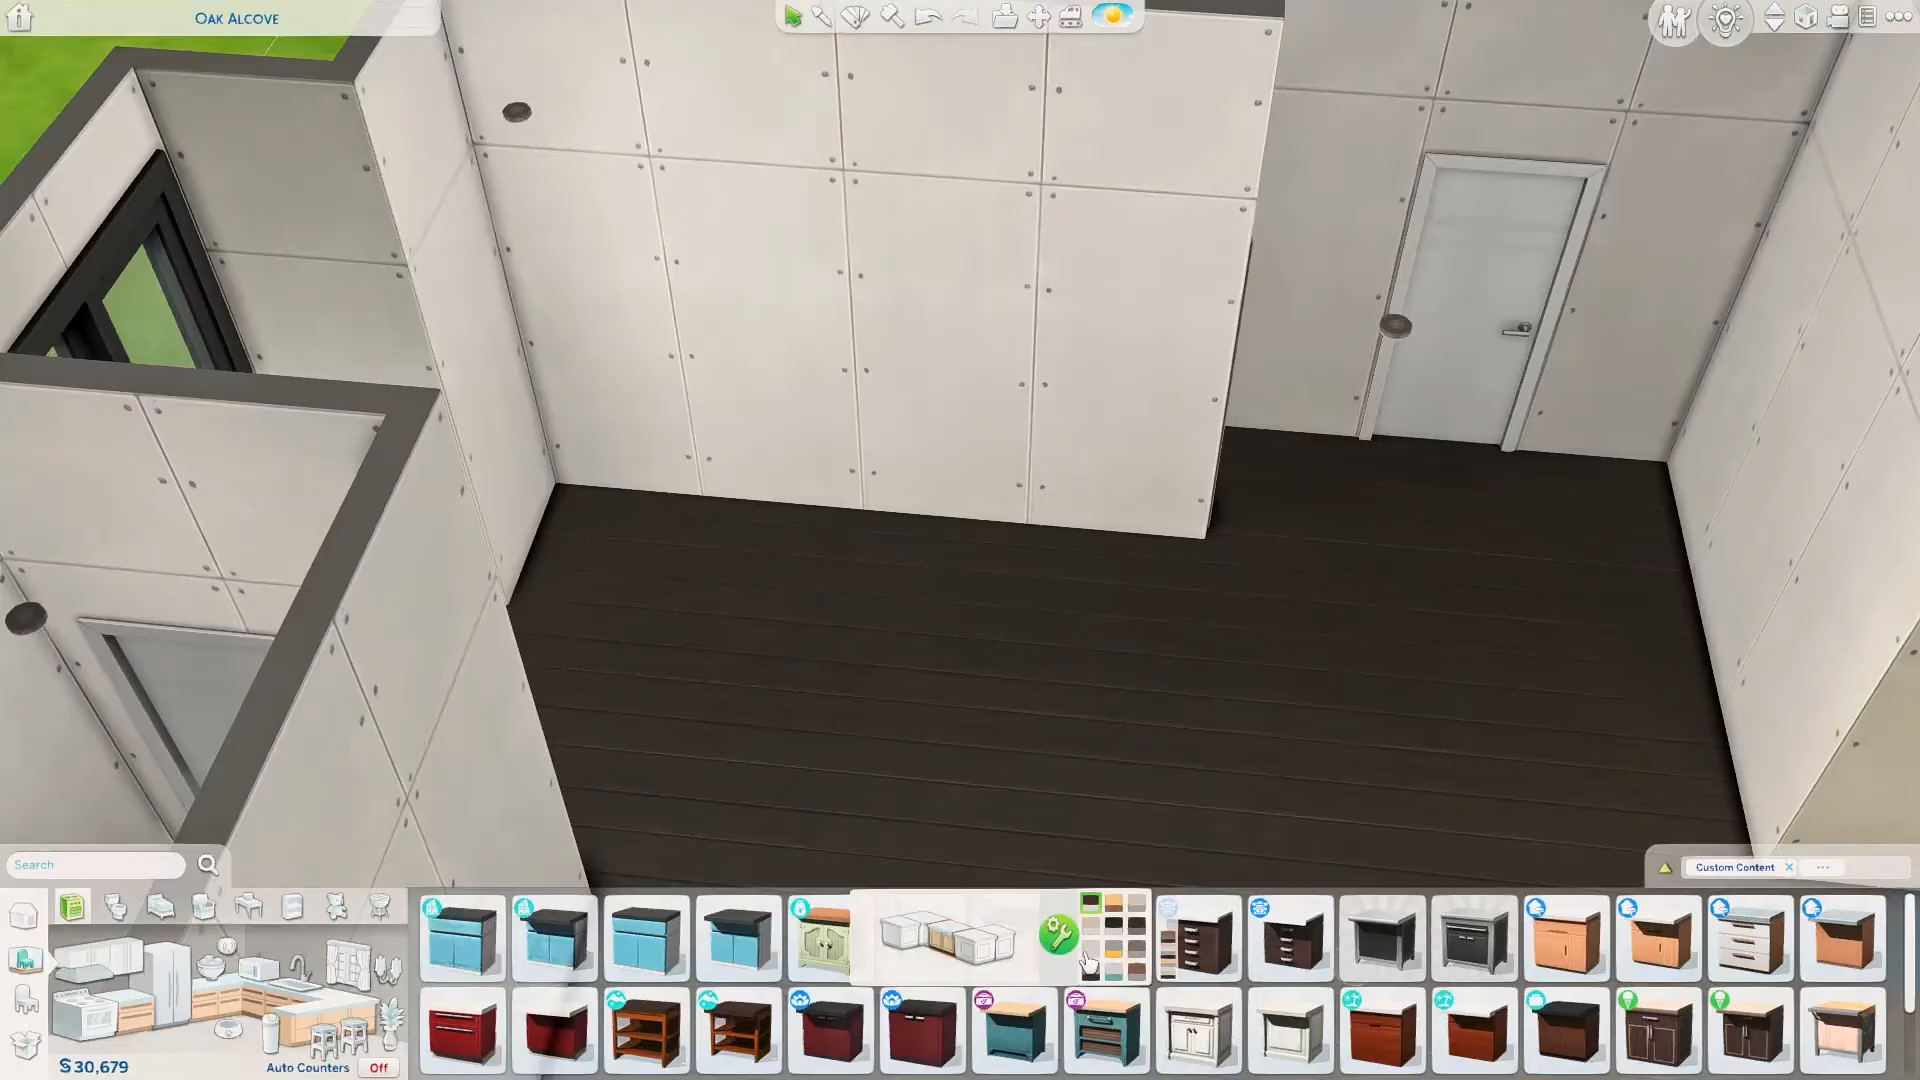 Oak Alcove
Search
Custom Content
§30,679
Auto Counters Off